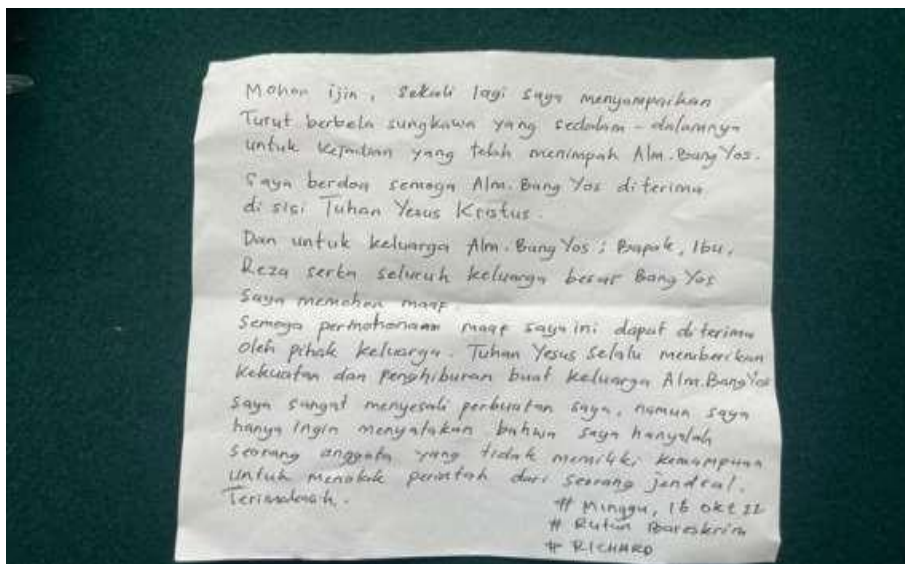 Mohon ijin, sekali lagi saya menyampaikan
Turut berbela sungkawa yang sedalam-dalamnya
untuk kejadian yang telah menimpah Alm. Bang Yos.
Saya berdoa semoga Alm. Bang Yos diterima
di sisi Tuhan Yesus Kristus.
Dan untuk keluarga Alm. Bang Yos : Bapak, Ibu,
Reza serta seluruh keluarga besar Bang Yos
Saya memohon maaf.
Semoga permohonan maaf saya ini dapat diterima
oleh pihak keluarga. Tuhan Yesus selalu memberikan
kekuatan dan penghiburan buat keluarga Alm. Bang Yos
Saya sangat menyesali perbuatan saya, namun saya
hanya ingin menyatakan bahwa saya hanyalah
seorang anggota yang tidak memiliki kemampuan
untuk menolak perintah dari seorang jendral.
Terimakasih.
# Minggu, 16 okt 22
# Rutan Bareskrim
# RICHARD